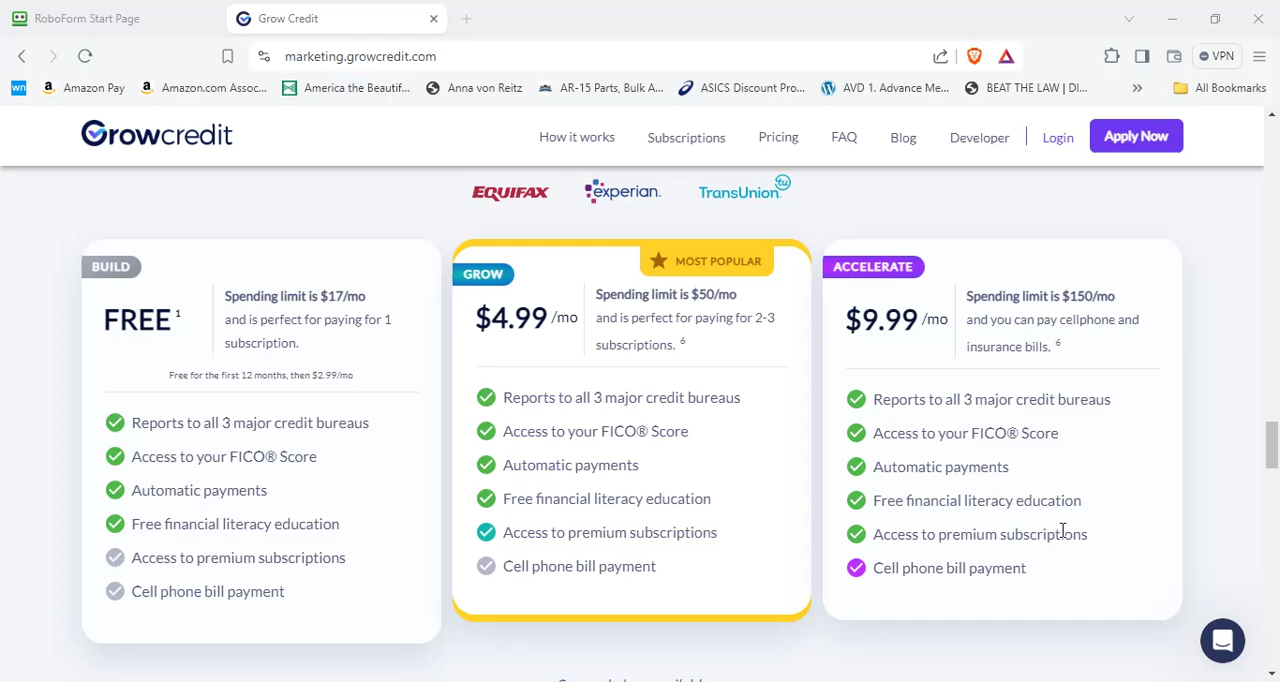 RoboForm Start Page
Grow Credit
marketing.growcredit.com
VPN
wn
Amazon Pay
Amazon.com Assoc...
America the Beautif...
Anna von Reitz
AR-15 Parts, Bulk A...
ASICS Discount Pro...
AVD 1. Advance Me...
BEAT THE LAW | DI...
All Bookmarks
Growcredit
How it works
Subscriptions
Pricing
FAQ
Blog
Developer
Login
Apply Now
EQUIFAX
experian.
TransUnion
tu
BUILD
FREE 1
Spending limit is $17/mo
and is perfect for paying for 1
subscription.
Free for the first 12 months, then $2.99/mo
Reports to all 3 major credit bureaus
Access to your FICO® Score
Automatic payments
Free financial literacy education
Access to premium subscriptions
Cell phone bill payment
MOST POPULAR
GROW
$4.99 /mo
Spending limit is $50/mo
and is perfect for paying for 2-3
subscriptions. 6
Reports to all 3 major credit bureaus
Access to your FICO® Score
Automatic payments
Free financial literacy education
Access to premium subscriptions
Cell phone bill payment
ACCELERATE
$9.99 /mo
Spending limit is $150/mo
and you can pay cellphone and
insurance bills. 6
Reports to all 3 major credit bureaus
Access to your FICO® Score
Automatic payments
Free financial literacy education
Access to premium subscriptions
Cell phone bill payment